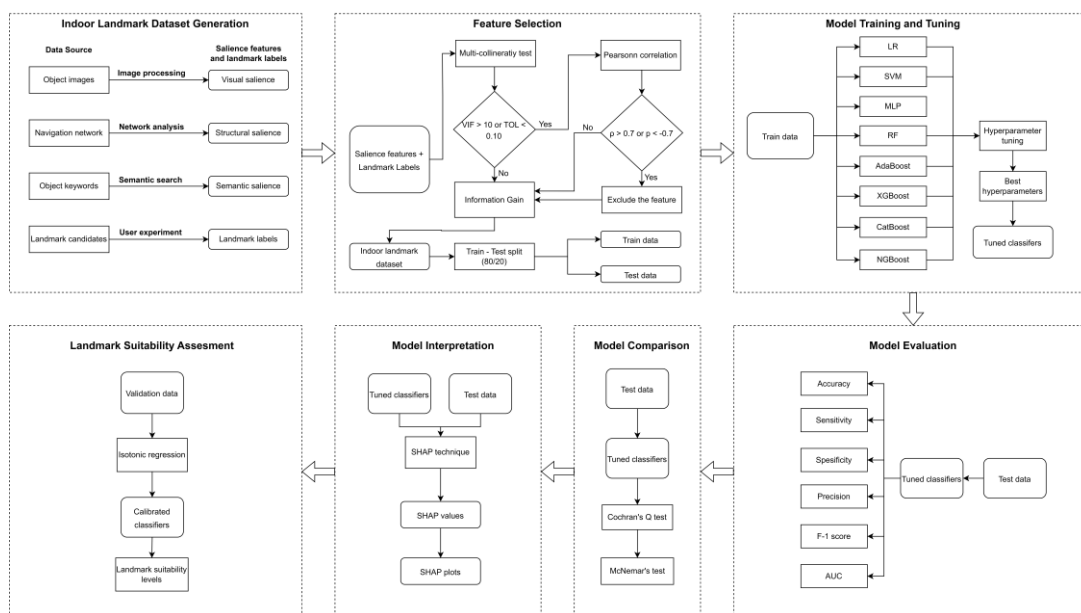 Indoor Landmark Dataset Generation
Data Source
Salience features
and landmark labels
Object images
Image processing
Visual salience
Navigation network
Network analysis
Structural salience
Object keywords
Semantic search
Semantic salience
Landmark candidates
User experiment
Landmark labels
Feature Selection
Multi-collineratiy test
Pearsonn correlation
VIF > 10 or TOL <
0.10
Yes
No
ρ > 0.7 or p < -0.7
Salience features +
Landmark Labels
No
Yes
Information Gain
Exclude the feature
Indoor landmark
dataset
Train - Test split
(80/20)
Train data
Test data
Model Training and Tuning
Train data
LR
SVM
MLP
RF
AdaBoost
XGBoost
CatBoost
NGBoost
Hyperparameter
tuning
Best
hyperparameters
Tuned classifers
Landmark Suitability Assesment
Validation data
Isotonic regression
Calibrated
classifiers
Landmark suitability
levels
Model Interpretation
Tuned classifiers
Test data
SHAP technique
SHAP values
SHAP plots
Model Comparison
Test data
Tuned classifiers
Cochran's Q test
McNemar's test
Model Evaluation
Accuracy
Sensitivity
Spesificity
Precision
F-1 score
AUC
Tuned classifiers
Test data